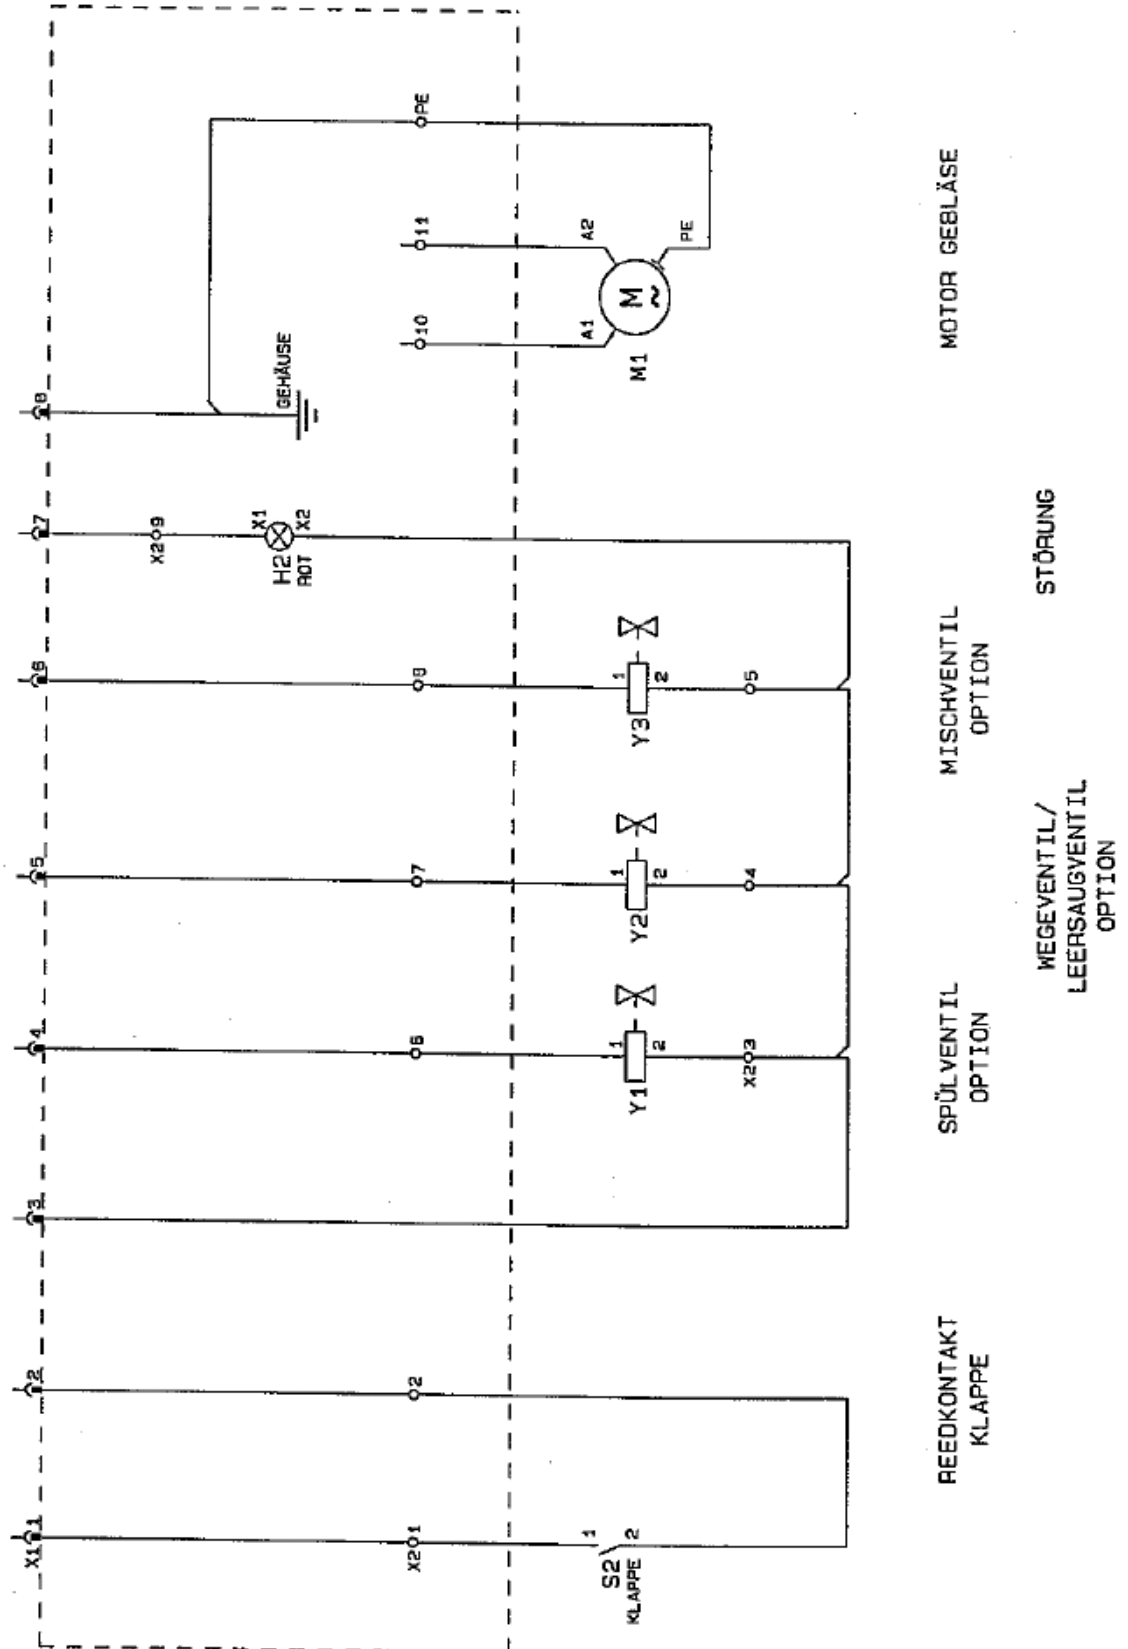 X1
1
2
3
4
5
6
7
8
X2
9
X1
X2
H2
ROT
GEHÄUSE
X2
1
2
6
7
8
10
11
PE
S2
KLAPPE
1
2
Y1
1
2
Y2
1
2
Y3
1
2
M1
A1
A2
M
~
PE
X2
3
4
5
REEDKONTAKT
KLAPPE
SPÜLVENTIL
OPTION
WEGEVENTIL/
LEERSAUGVENTIL
OPTION
MISCHVENTIL
OPTION
STÖRUNG
MOTOR GEBLÄSE